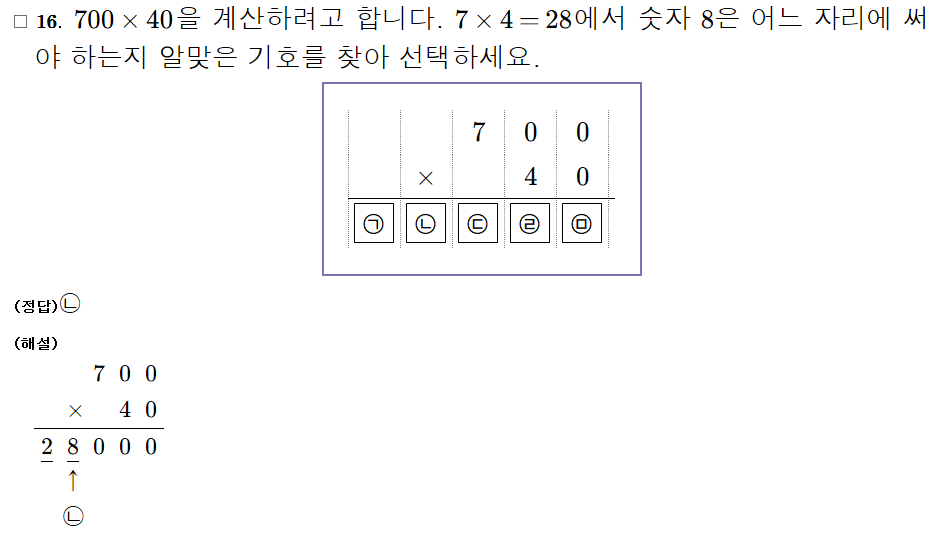 □ 16. 700 × 40을 계산하려고 합니다. 7 × 4 = 28에서 숫자 8은 어느 자리에 써
야 하는지 알맞은 기호를 찾아 선택하세요.
7 0 0
× 4 0
㉠ ㉡ ㉢ ㉣ ㉤
(정답)㉡
(해설)
7 0 0
× 4 0
2 8 0 0 0
↑
㉡